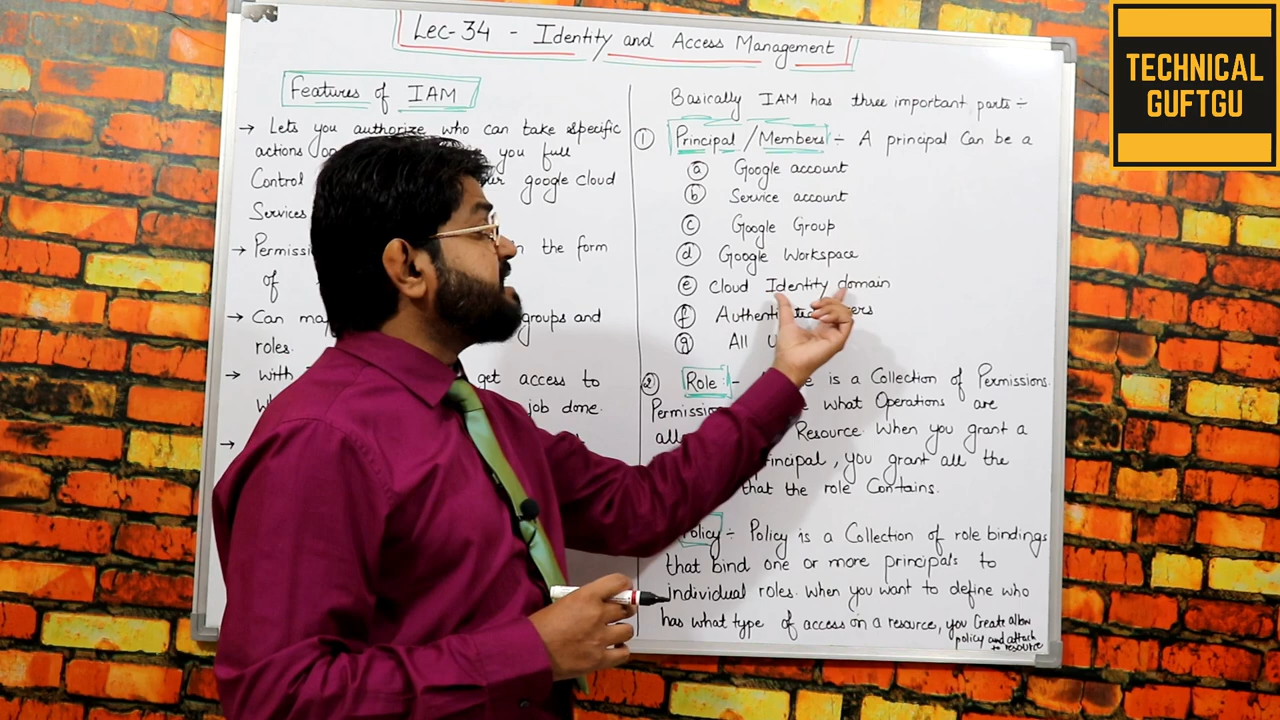 Lec-34 - Identity and Access Management
TECHNICAL
GUFTGU
Features of IAM
→ Lets you authorize who can take specific
actions you full
Control google cloud
Services
→ the form
of
→ Can groups and
roles.
→ with get access to
job done.
→
Basically IAM has three important parts ÷
① Principal / Members ÷ A principal Can be a
ⓐ Google account
ⓑ Service account
ⓒ Google Group
ⓓ Google Workspace
ⓔ Cloud Identity domain
ⓕ
ⓖ All
② Role :- is a Collection of Permissions.
what Operations are
Resource. When you grant a
you grant all the
that the role Contains.
Policy ÷ Policy is a Collection of role bindings
that bind one or more principals to
individual roles. When you want to define who
has what type of access on a resource, you Create allow
policy and attach
to resource